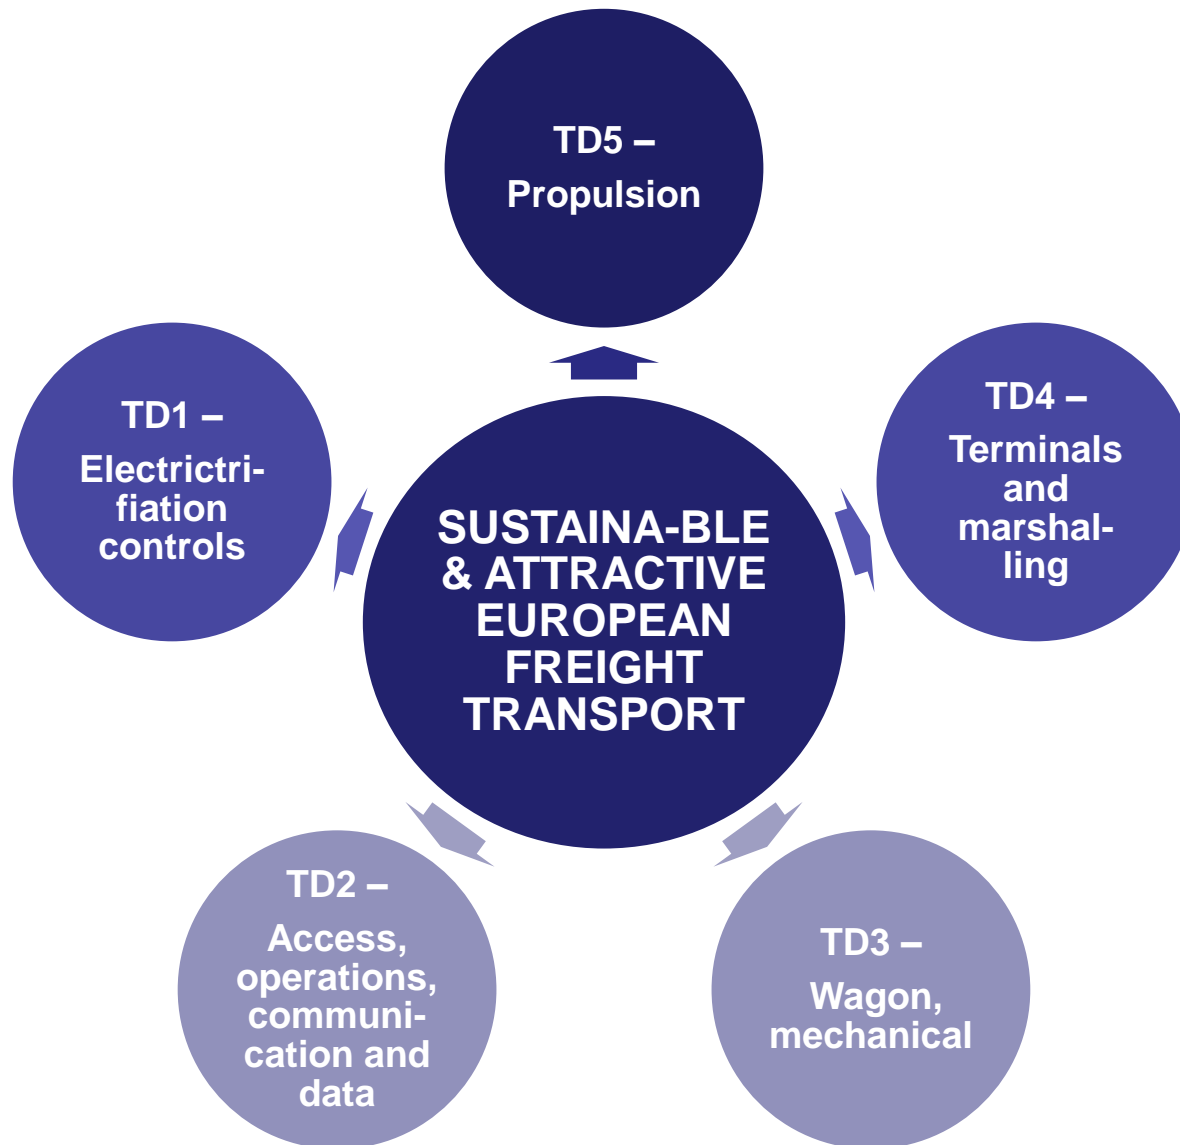 TD5 –
Propulsion
TD1 –
Electrictri-
fiation
controls
TD4 –
Terminals
and
marshal-
ling
SUSTAINA-BLE
& ATTRACTIVE
EUROPEAN
FREIGHT
TRANSPORT
TD2 –
Access,
operations,
communi-
cation and
data
TD3 –
Wagon,
mechanical